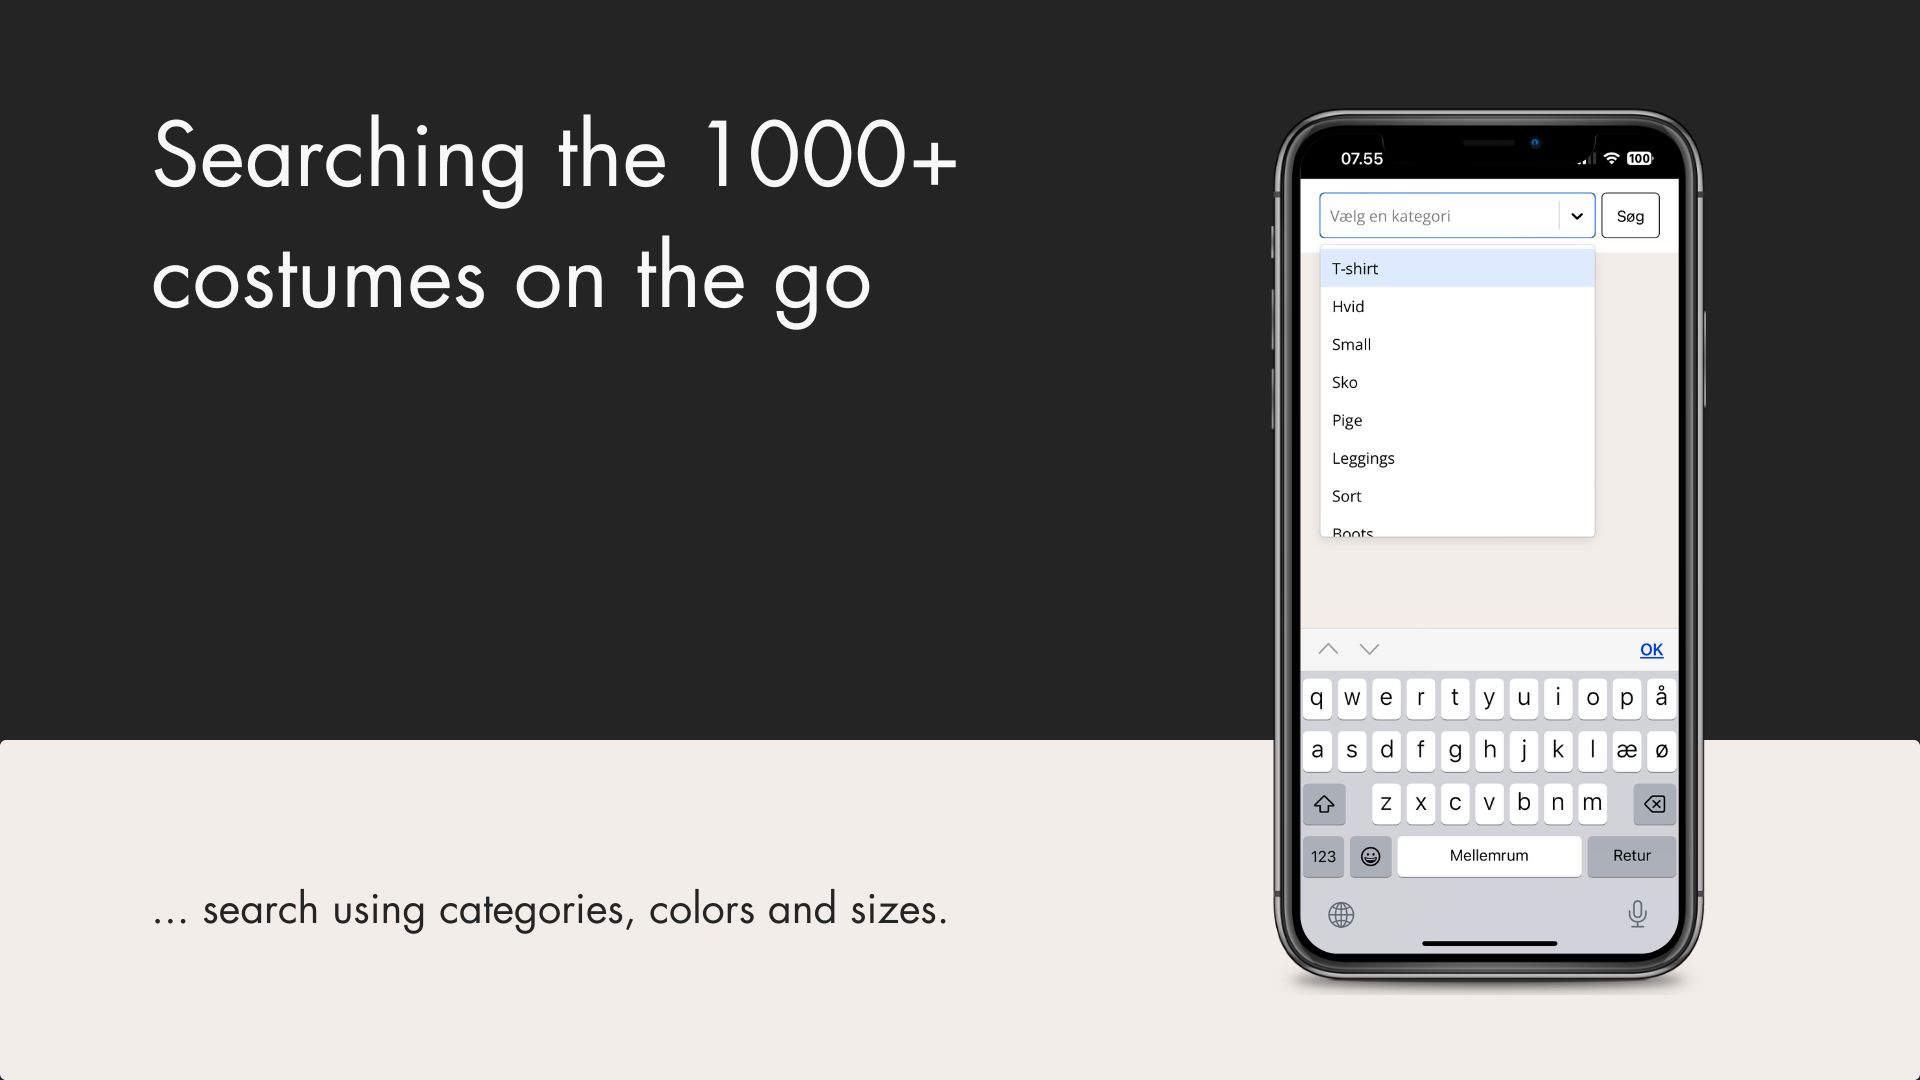 Searching the 1000+
costumes on the go
... search using categories, colors and sizes.
07.55
100
Vælg en kategori
Søg
T-shirt
Hvid
Small
Sko
Pige
Leggings
Sort
Boots
OK
q w e r t y u i o p å
a s d f g h j k l æ ø
z x c v b n m
123 Mellemrum Retur